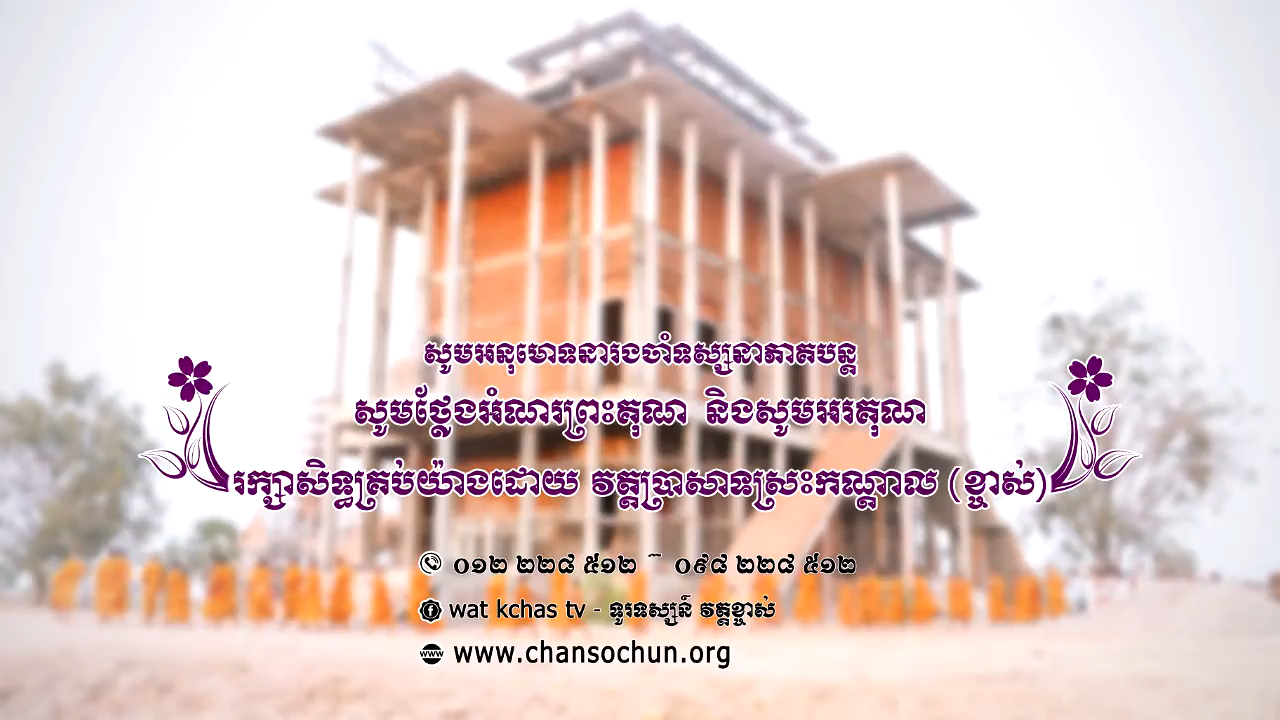 សូមអនុមោទនារងចាំទស្សនាភាគបន្ត
សូមថ្លែងអំណរព្រះគុណ និងសូមអរគុណ
រក្សាសិទ្ធគ្រប់យ៉ាងដោយ វត្តប្រាសាទស្រះកណ្ដាល (ខ្ចាស់)
០១២ ២២៨ ៥១២ - ០៩៨ ២២៨ ៥១២
wat kchas tv - ទូរទស្សន៍ វត្តខ្ចាស់
www.chansochun.org